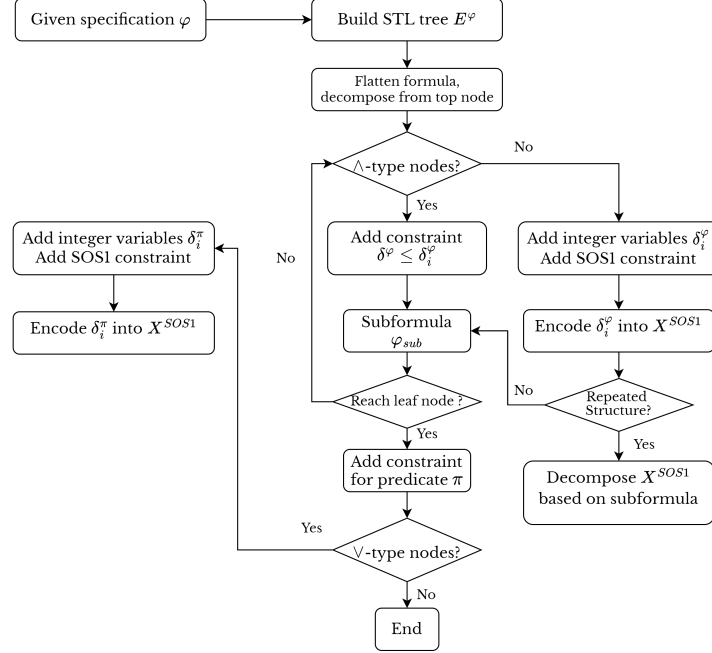 Given specification φ
Build STL tree E^φ
Flatten formula,
decompose from top node
∧-type nodes?
No
Yes
Add integer variables δ_i^π
Add SOS1 constraint
No
Add constraint
δ^φ ≤ δ_i^φ
Add integer variables δ_i^φ
Add SOS1 constraint
Encode δ_i^π into X^{SOS1}
Subformula
φ_{sub}
Encode δ_i^φ into X^{SOS1}
Reach leaf node ?
No
Repeated
Structure?
Yes
Yes
Add constraint
for predicate π
Decompose X^{SOS1}
based on subformula
Yes
∨-type nodes?
No
End